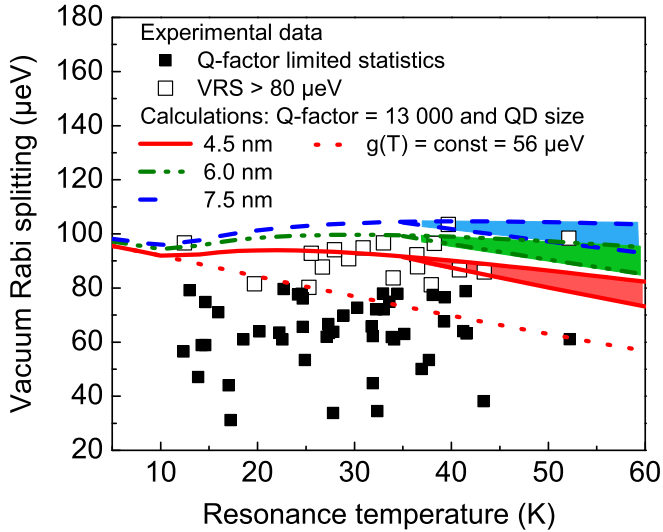 180
160
140
120
100
80
60
40
20
Vacuum Rabi splitting (µeV)
Experimental data
Q-factor limited statistics
VRS > 80 µeV
Calculations: Q-factor = 13 000 and QD size
4.5 nm
g(T) = const = 56 µeV
6.0 nm
7.5 nm
10 20 30 40 50 60
Resonance temperature (K)